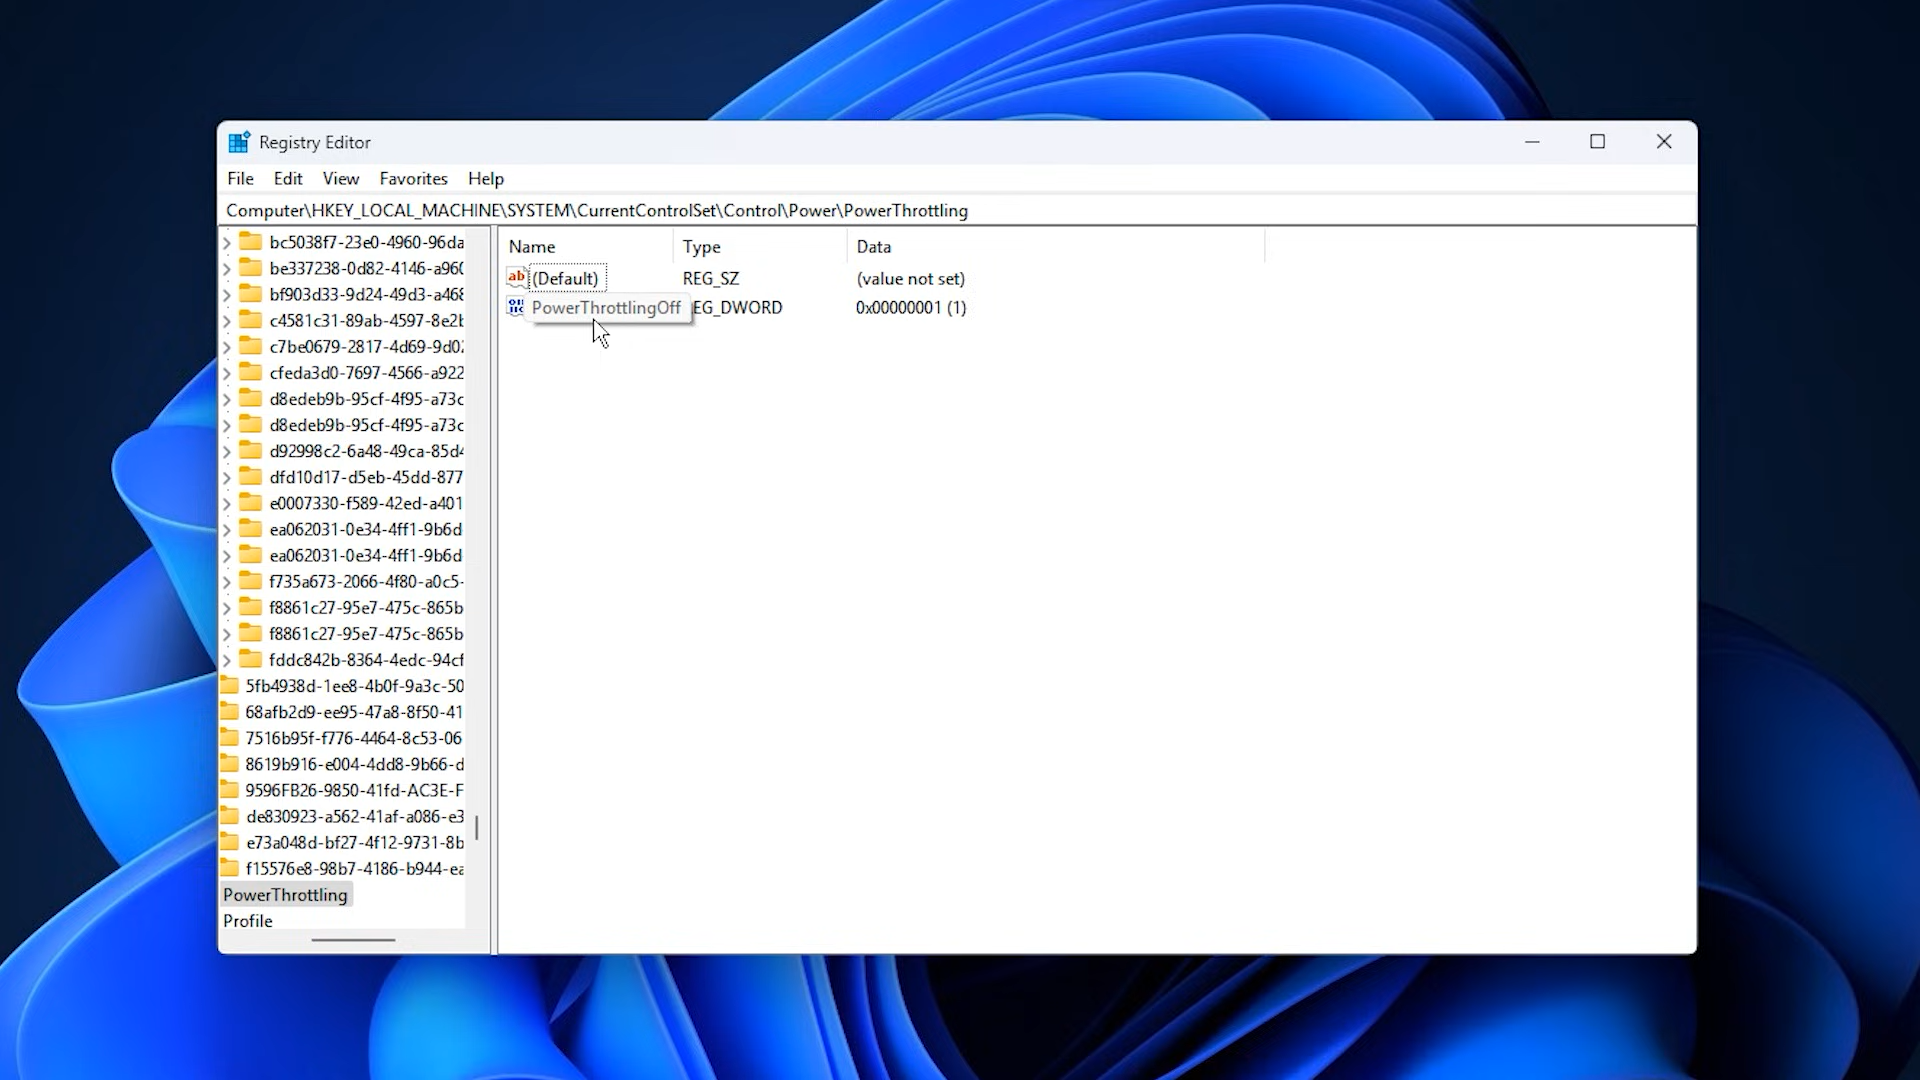 Registry Editor
File Edit View Favorites Help
Computer\HKEY_LOCAL_MACHINE\SYSTEM\CurrentControlSet\Control\Power\PowerThrottling
Name Type Data
(Default) REG_SZ (value not set)
PowerThrottlingOff EG_DWORD 0x00000001 (1)
bc5038f7-23e0-4960-96da
be337238-0d82-4146-a960
bf903d33-9d24-49d3-a468
c4581c31-89ab-4597-8e2b
c7be0679-2817-4d69-9d02
cfeda3d0-7697-4566-a922
d8edeb9b-95cf-4f95-a73c
d8edeb9b-95cf-4f95-a73c
d92998c2-6a48-49ca-85d4
dfd10d17-d5eb-45dd-877
e0007330-f589-42ed-a401
ea062031-0e34-4ff1-9b6d
ea062031-0e34-4ff1-9b6d
f735a673-2066-4f80-a0c5-
f8861c27-95e7-475c-865b
f8861c27-95e7-475c-865b
fddc842b-8364-4edc-94cf
5fb4938d-1ee8-4b0f-9a3c-50
68afb2d9-ee95-47a8-8f50-41
7516b95f-f776-4464-8c53-06
8619b916-e004-4dd8-9b66-d
9596FB26-9850-41fd-AC3E-F
de830923-a562-41af-a086-e3
e73a048d-bf27-4f12-9731-8b
f15576e8-98b7-4186-b944-ea
PowerThrottling
Profile